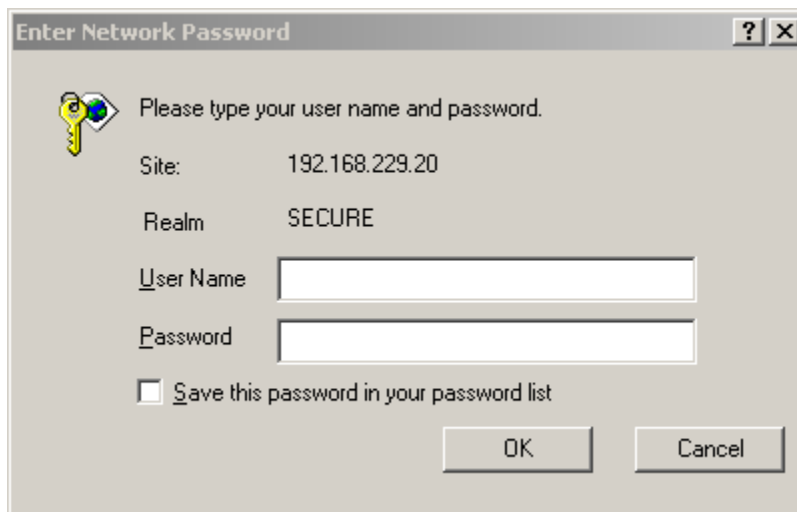 Enter Network Password
Please type your user name and password.
Site: 192.168.229.20
Realm SECURE
User Name
Password
Save this password in your password list
OK Cancel